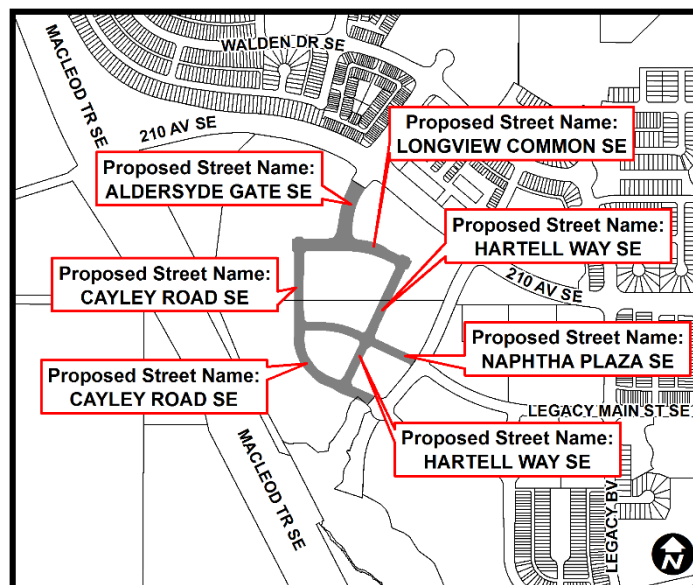 WALDEN DR SE
MACLEOD TR SE
210 AV SE
Proposed Street Name:
LONGVIEW COMMON SE
Proposed Street Name:
ALDERSYDE GATE SE
Proposed Street Name:
HARTELL WAY SE
Proposed Street Name:
CAYLEY ROAD SE
210 AV SE
Proposed Street Name:
NAPHTHA PLAZA SE
Proposed Street Name:
CAYLEY ROAD SE
LEGACY MAIN ST SE
Proposed Street Name:
HARTELL WAY SE
MACLEOD TR SE
LEGACY BV
N